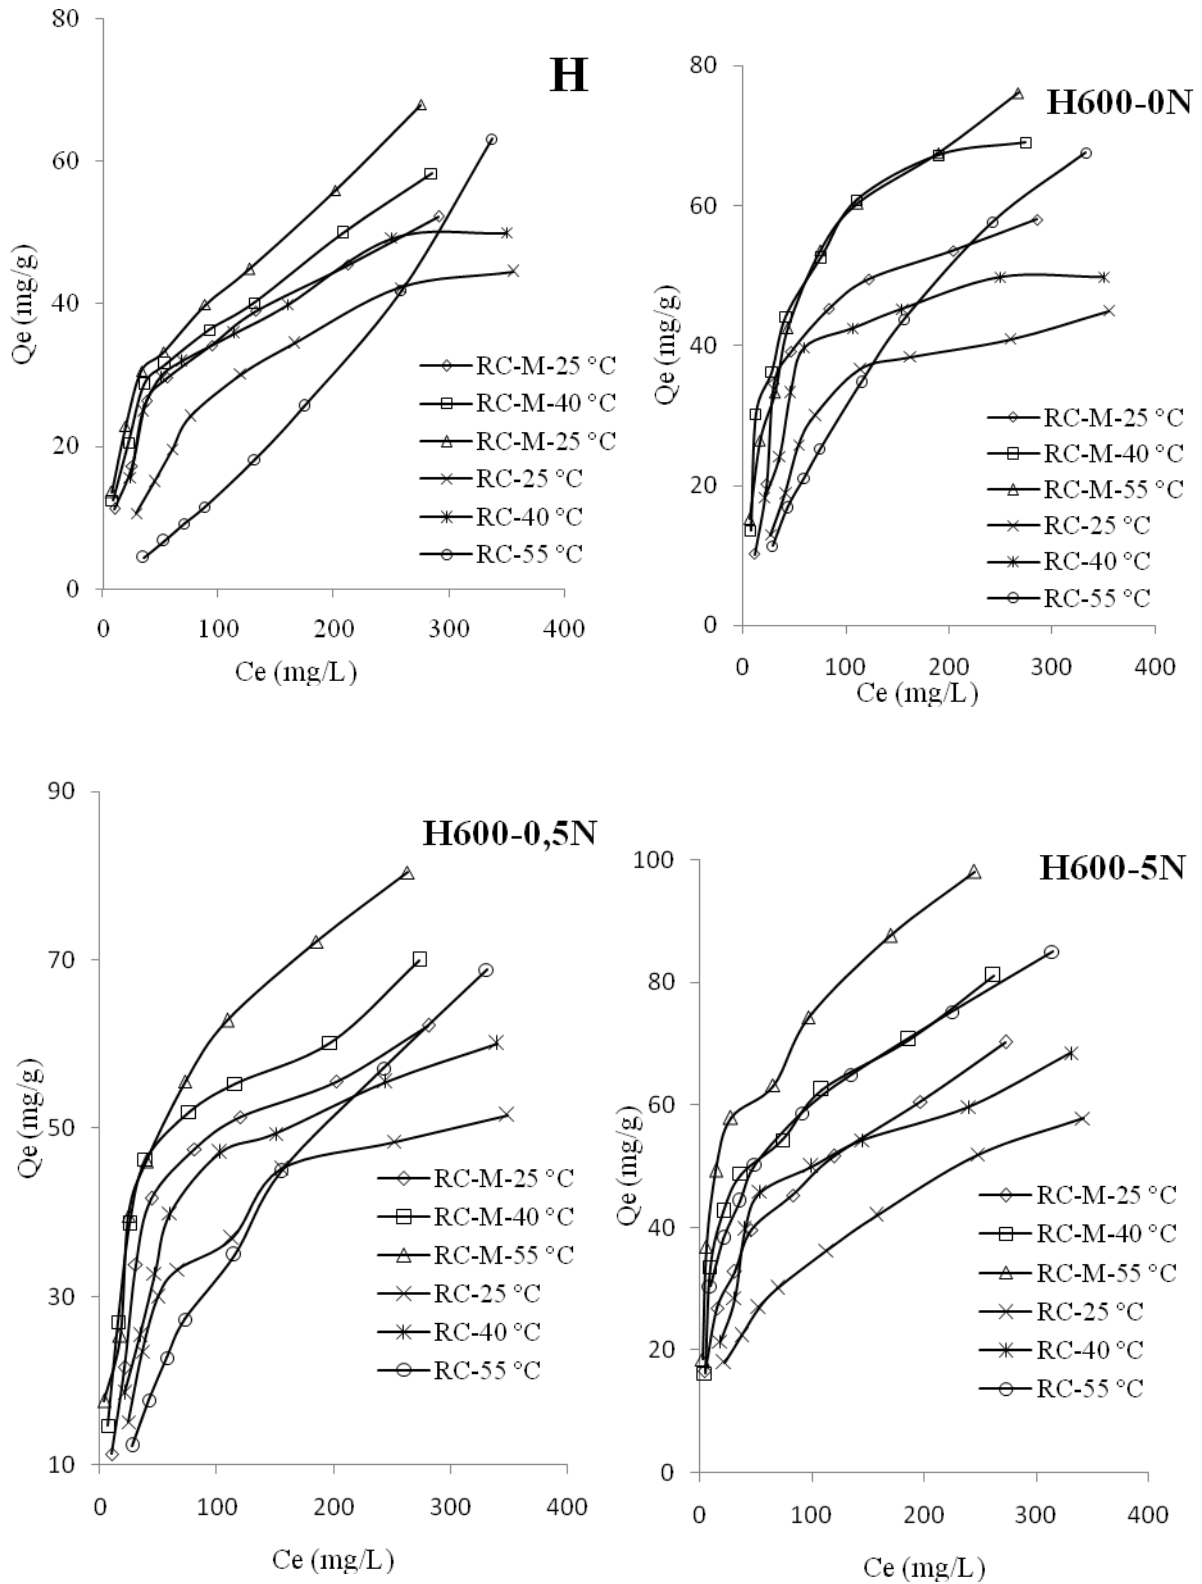 H
80
60
40
20
0
Qe (mg/g)
RC-M-25 °C
RC-M-40 °C
RC-M-25 °C
RC-25 °C
RC-40 °C
RC-55 °C
0 100 200 300 400
Ce (mg/L)
H600-0N
80
60
40
20
0
Qe (mg/g)
RC-M-25 °C
RC-M-40 °C
RC-M-55 °C
RC-25 °C
RC-40 °C
RC-55 °C
0 100 200 300 400
Ce (mg/L)
H600-0,5N
90
70
50
30
10
Qe (mg/g)
RC-M-25 °C
RC-M-40 °C
RC-M-55 °C
RC-25 °C
RC-40 °C
RC-55 °C
0 100 200 300 400
Ce (mg/L)
H600-5N
100
80
60
40
20
0
Qe (mg/g)
RC-M-25 °C
RC-M-40 °C
RC-M-55 °C
RC-25 °C
RC-40 °C
RC-55 °C
0 100 200 300 400
Ce (mg/L)